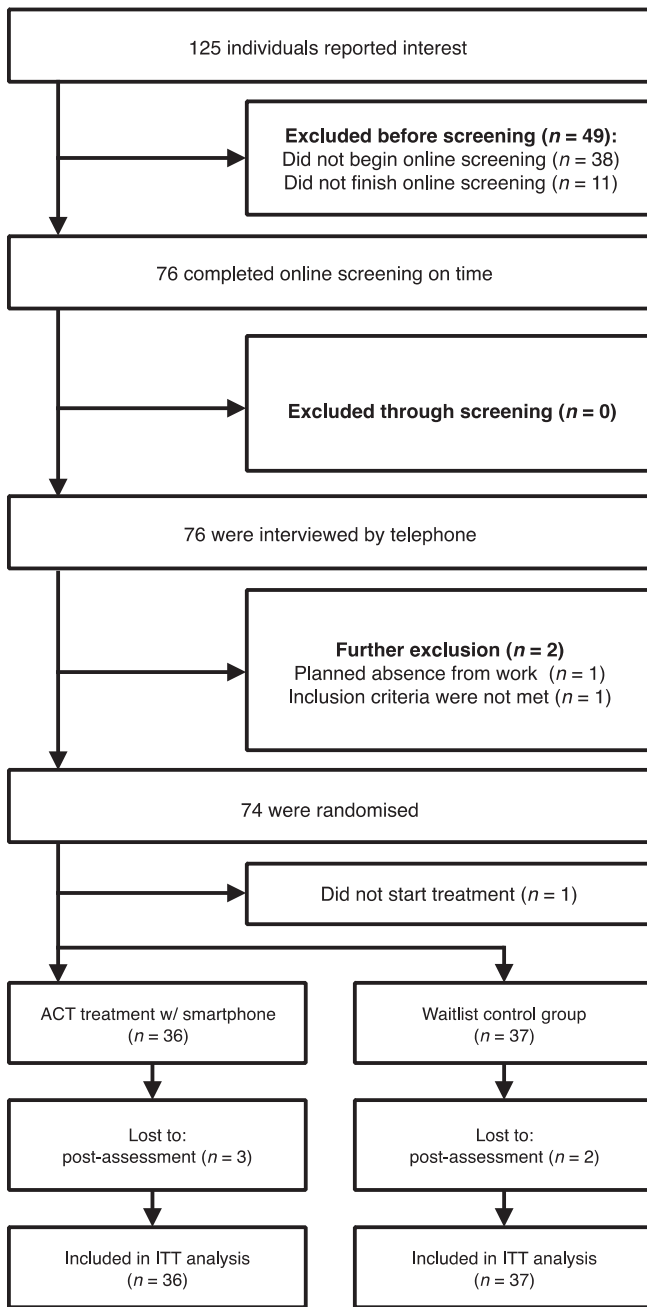 125 individuals reported interest
Excluded before screening (n = 49):
Did not begin online screening (n = 38)
Did not finish online screening (n = 11)
76 completed online screening on time
Excluded through screening (n = 0)
76 were interviewed by telephone
Further exclusion (n = 2)
Planned absence from work (n = 1)
Inclusion criteria were not met (n = 1)
74 were randomised
Did not start treatment (n = 1)
ACT treatment w/ smartphone
(n = 36)
Waitlist control group
(n = 37)
Lost to:
post-assessment (n = 3)
Lost to:
post-assessment (n = 2)
Included in ITT analysis
(n = 36)
Included in ITT analysis
(n = 37)